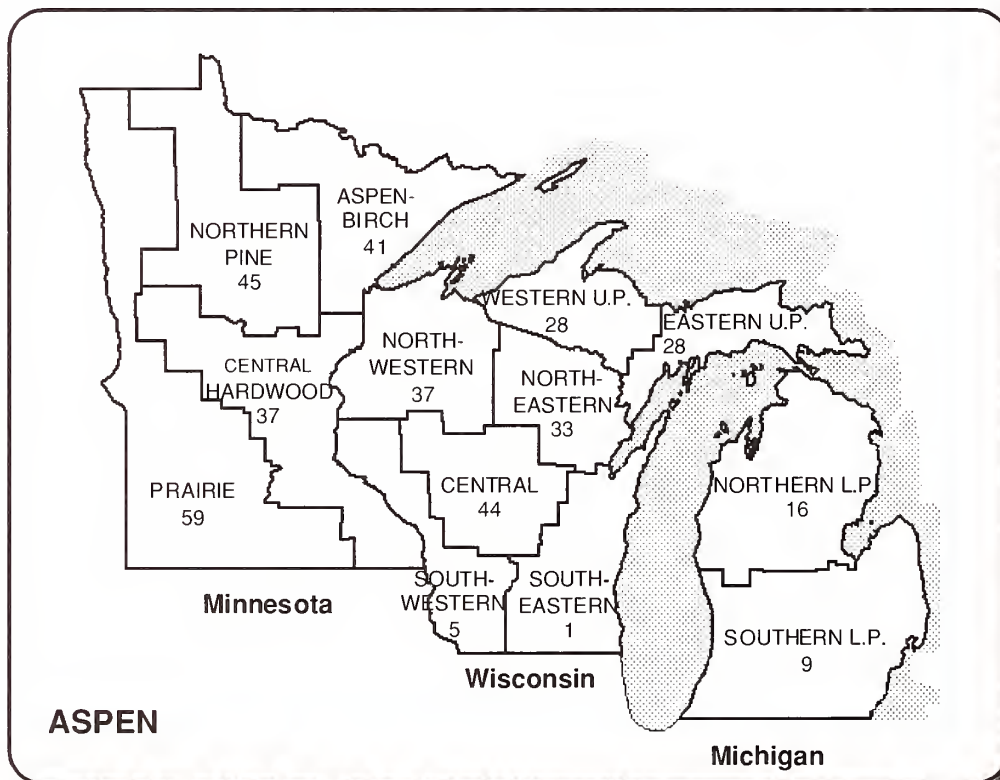 ASPEN-
BIRCH
41
NORTHERN
PINE
45
WESTERN U.P.
28
EASTERN U.P.
28
NORTH-
WESTERN
37
CENTRAL
HARDWOOD
37
NORTH-
EASTERN
33
PRAIRIE
59
CENTRAL
44
NORTHERN L.P.
16
SOUTH-
WESTERN
5
SOUTH-
EASTERN
1
Minnesota
SOUTHERN L.P.
9
Wisconsin
ASPEN
Michigan